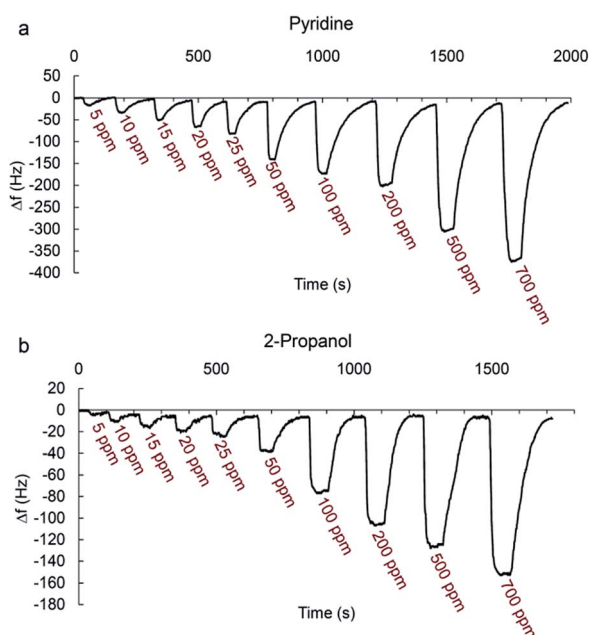 a
Pyridine
0 500 1000 1500 2000
50
0
-50
-100
-150
-200
-250
-300
-350
-400
Δf (Hz)
5 ppm
10 ppm
15 ppm
20 ppm
25 ppm
50 ppm
100 ppm
200 ppm
500 ppm
700 ppm
Time (s)
b
2-Propanol
0 500 1000 1500
20
0
-20
-40
-60
-80
-100
-120
-140
-160
-180
Δf (Hz)
5 ppm
10 ppm
15 ppm
20 ppm
25 ppm
50 ppm
100 ppm
200 ppm
500 ppm
700 ppm
Time (s)